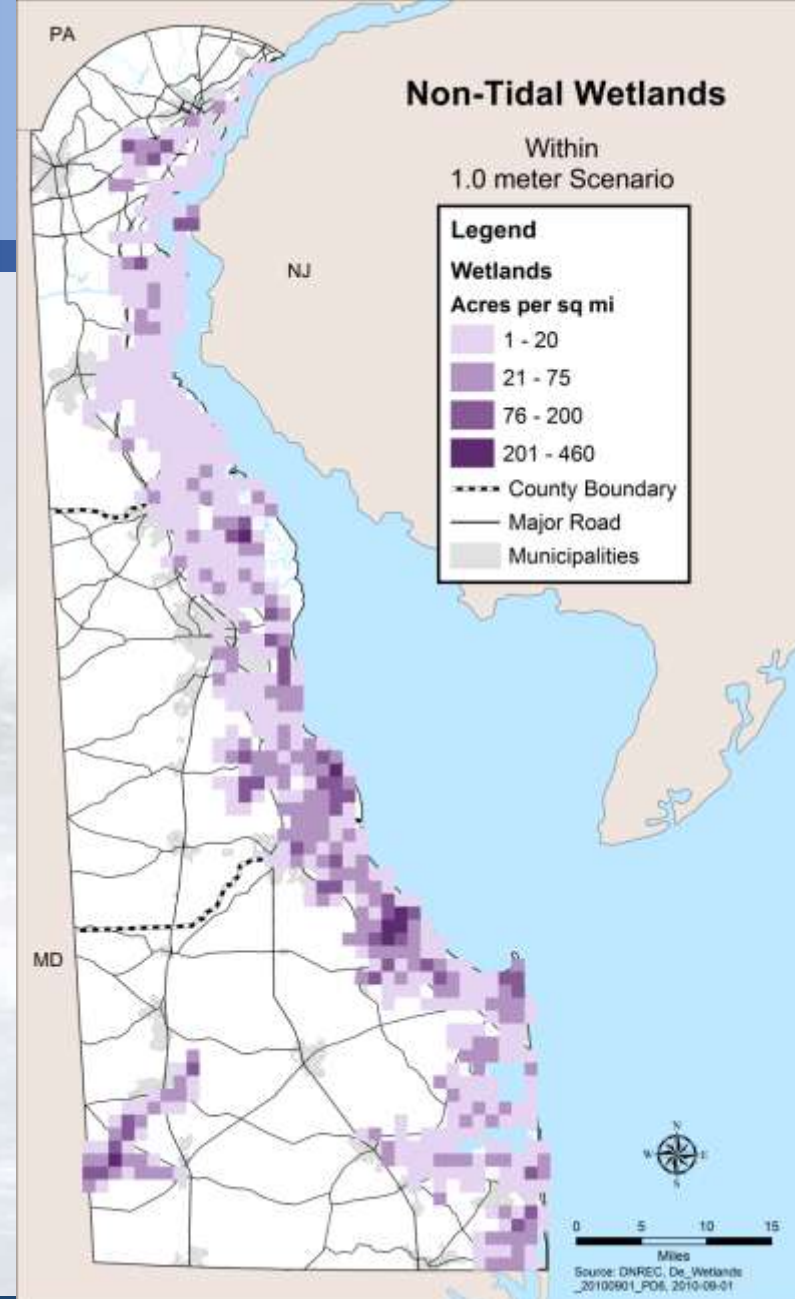 PA
Non-Tidal Wetlands
Within
1.0 meter Scenario
Legend
Wetlands
Acres per sq mi
1 - 20
21 - 75
76 - 200
201 - 460
County Boundary
Major Road
Municipalities
NJ
MD
N
W E
S
0 5 10 15
Miles
Source: DNREC, De_Wetlands
_20100901_PD6, 2010-09-01